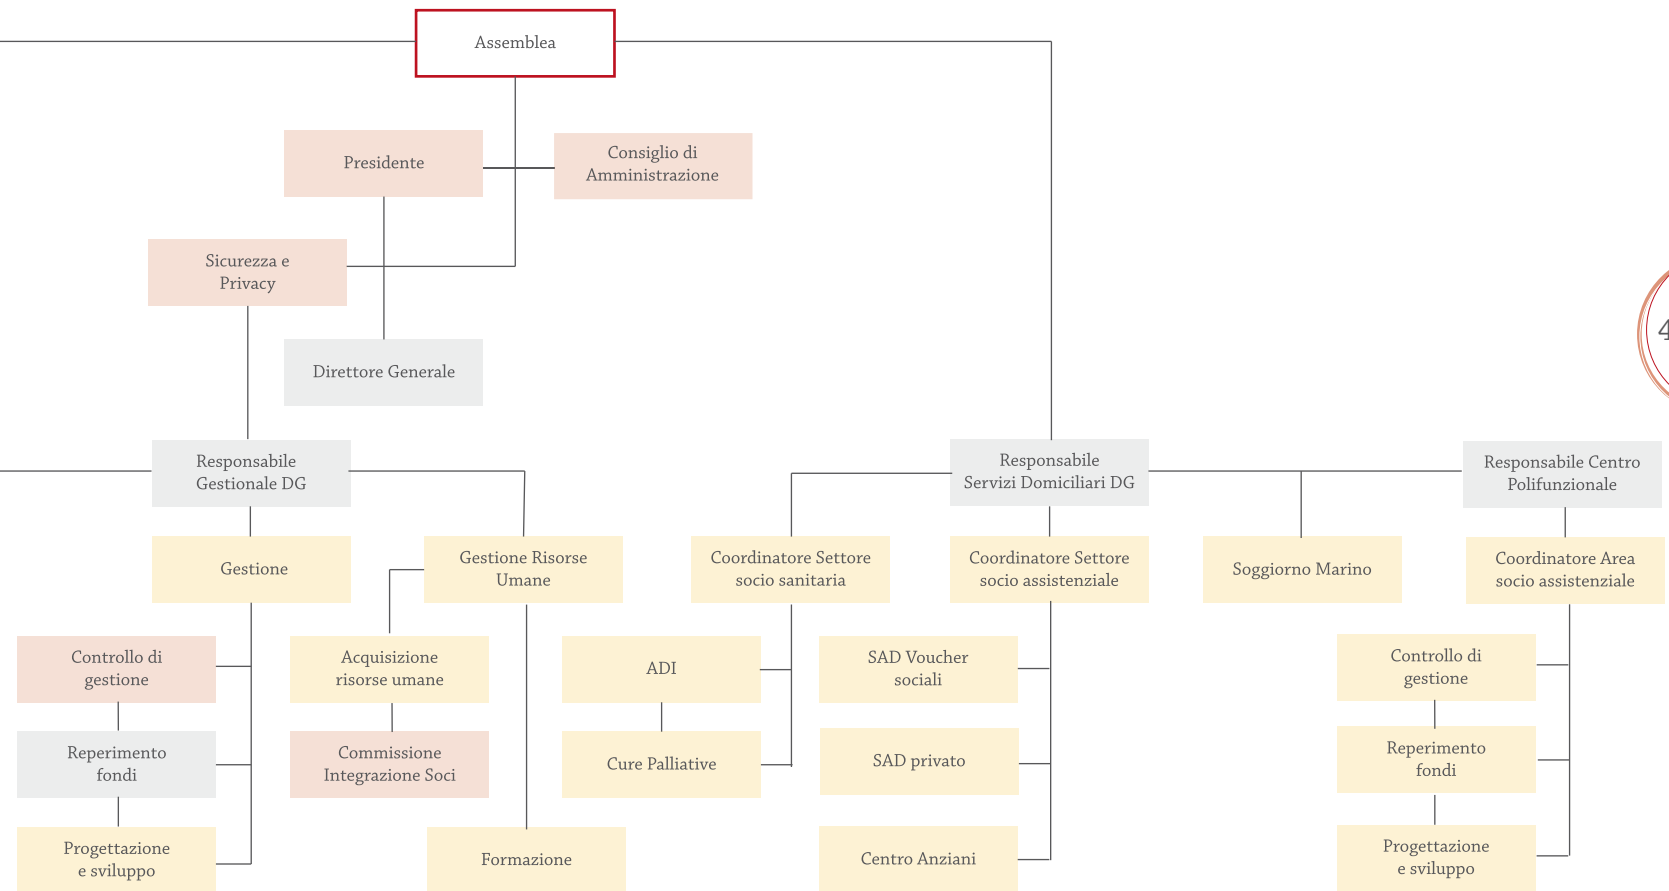 Assemblea
Presidente
Consiglio di
Amministrazione
Sicurezza e
Privacy
4
Direttore Generale
Responsabile
Gestionale DG
Responsabile
Servizi Domiciliari DG
Responsabile Centro
Polifunzionale
Gestione
Gestione Risorse
Umane
Coordinatore Settore
socio sanitaria
Coordinatore Settore
socio assistenziale
Soggiorno Marino
Coordinatore Area
socio assistenziale
Controllo di
gestione
Acquisizione
risorse umane
ADI
SAD Voucher
sociali
Controllo di
gestione
Reperimento
fondi
Commissione
Integrazione Soci
Cure Palliative
SAD privato
Reperimento
fondi
Progettazione
e sviluppo
Formazione
Centro Anziani
Progettazione
e sviluppo